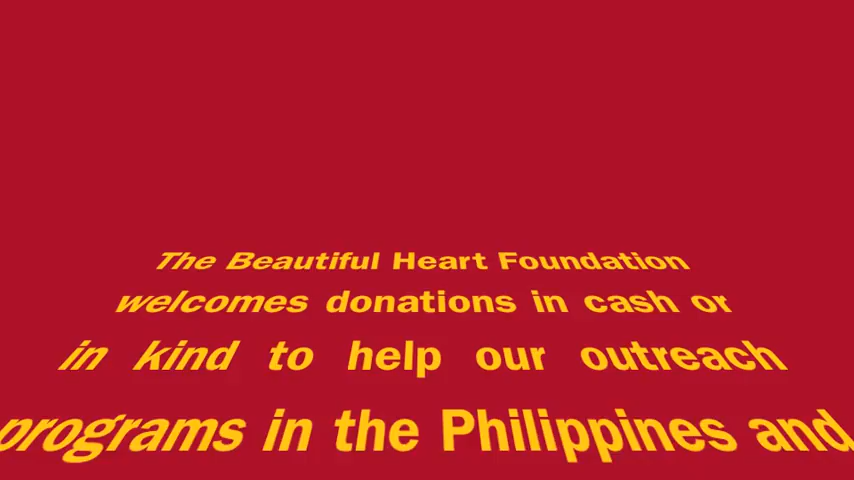 The Beautiful Heart Foundation
welcomes donations in cash or
in kind to help our outreach
programs in the Philippines and